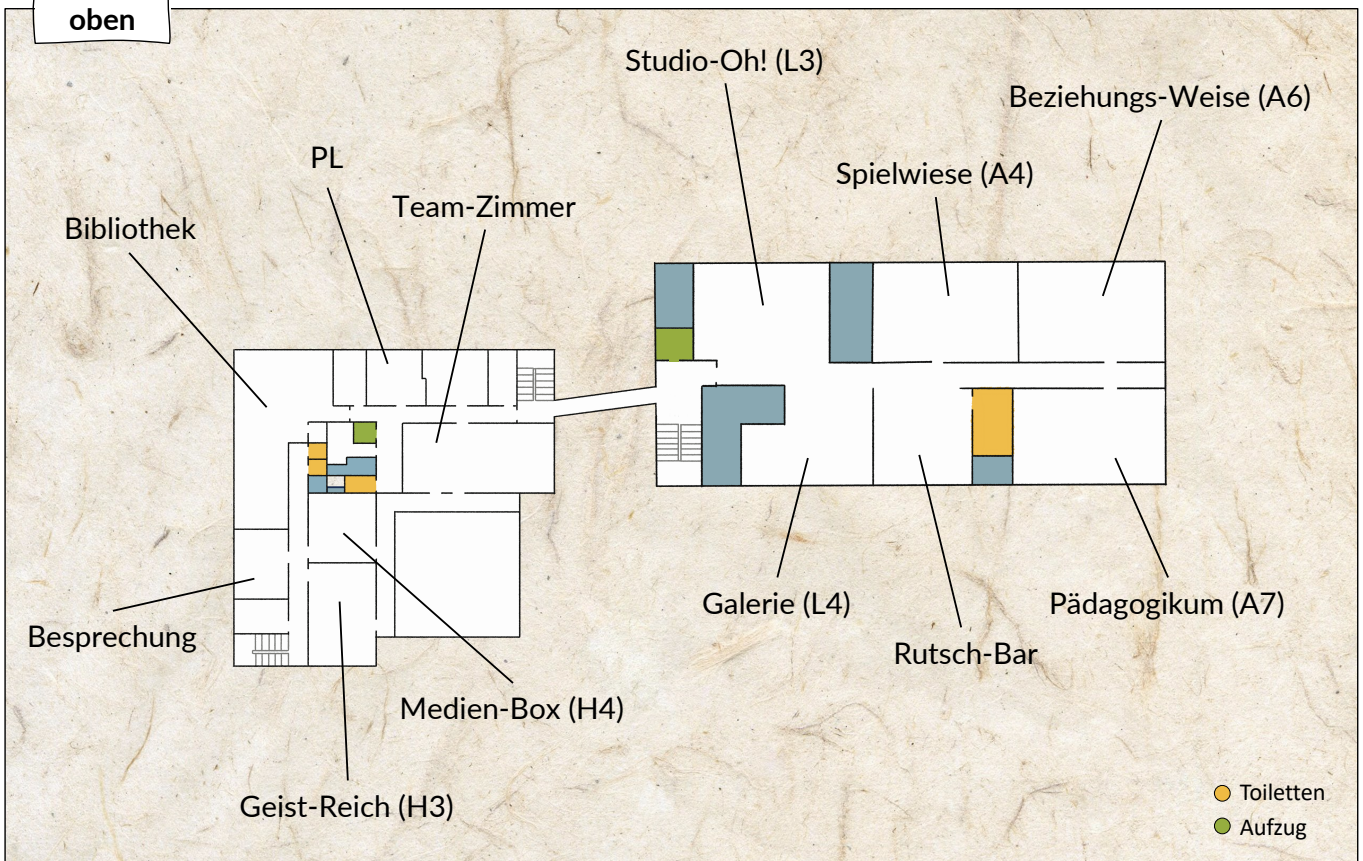 oben
Studio-Oh! (L3)
Beziehungs-Weise (A6)
PL
Spielwiese (A4)
Team-Zimmer
Bibliothek
Galerie (L4)
Pädagogikum (A7)
Besprechung
Rutsch-Bar
Medien-Box (H4)
Geist-Reich (H3)
Toiletten
Aufzug